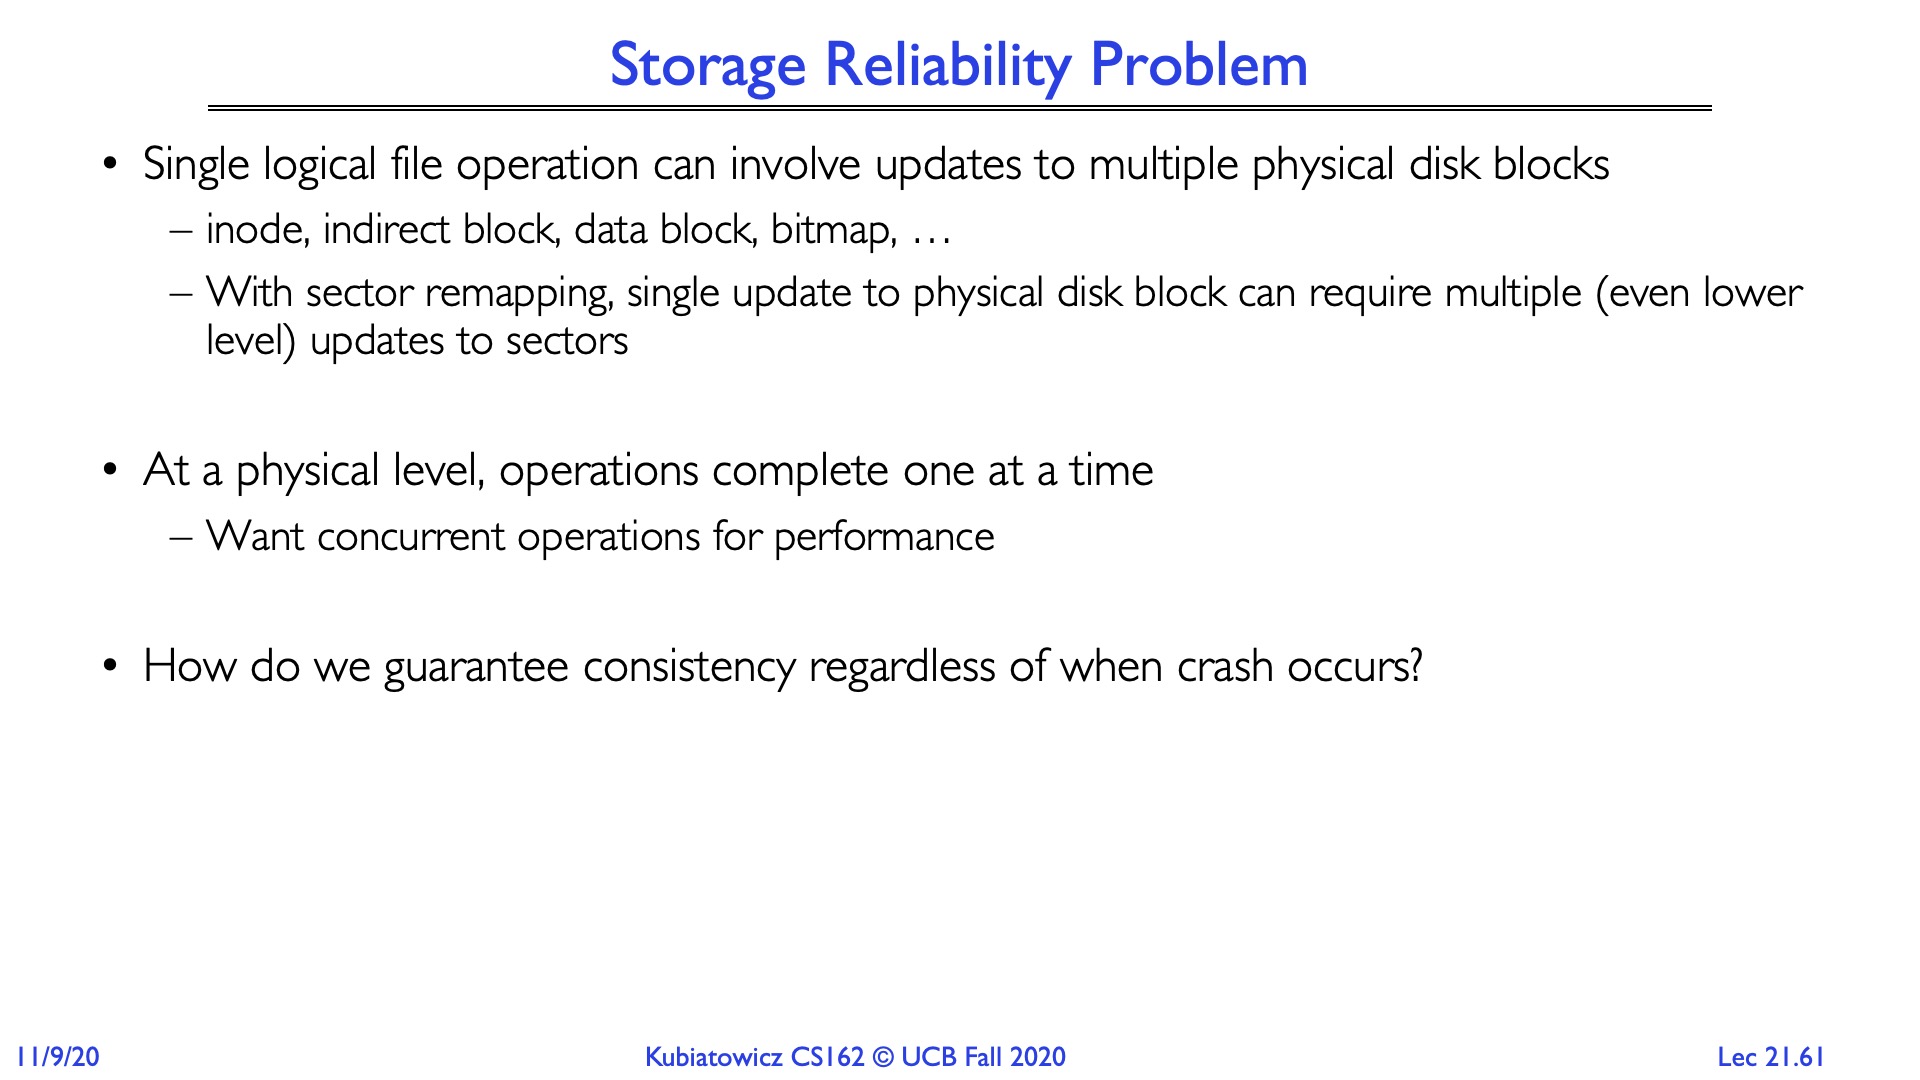 Storage Reliability Problem
• Single logical file operation can involve updates to multiple physical disk blocks
– inode, indirect block, data block, bitmap, …
– With sector remapping, single update to physical disk block can require multiple (even lower
level) updates to sectors
• At a physical level, operations complete one at a time
– Want concurrent operations for performance
• How do we guarantee consistency regardless of when crash occurs?
11/9/20
Kubiatowicz CS162 © UCB Fall 2020
Lec 21.61